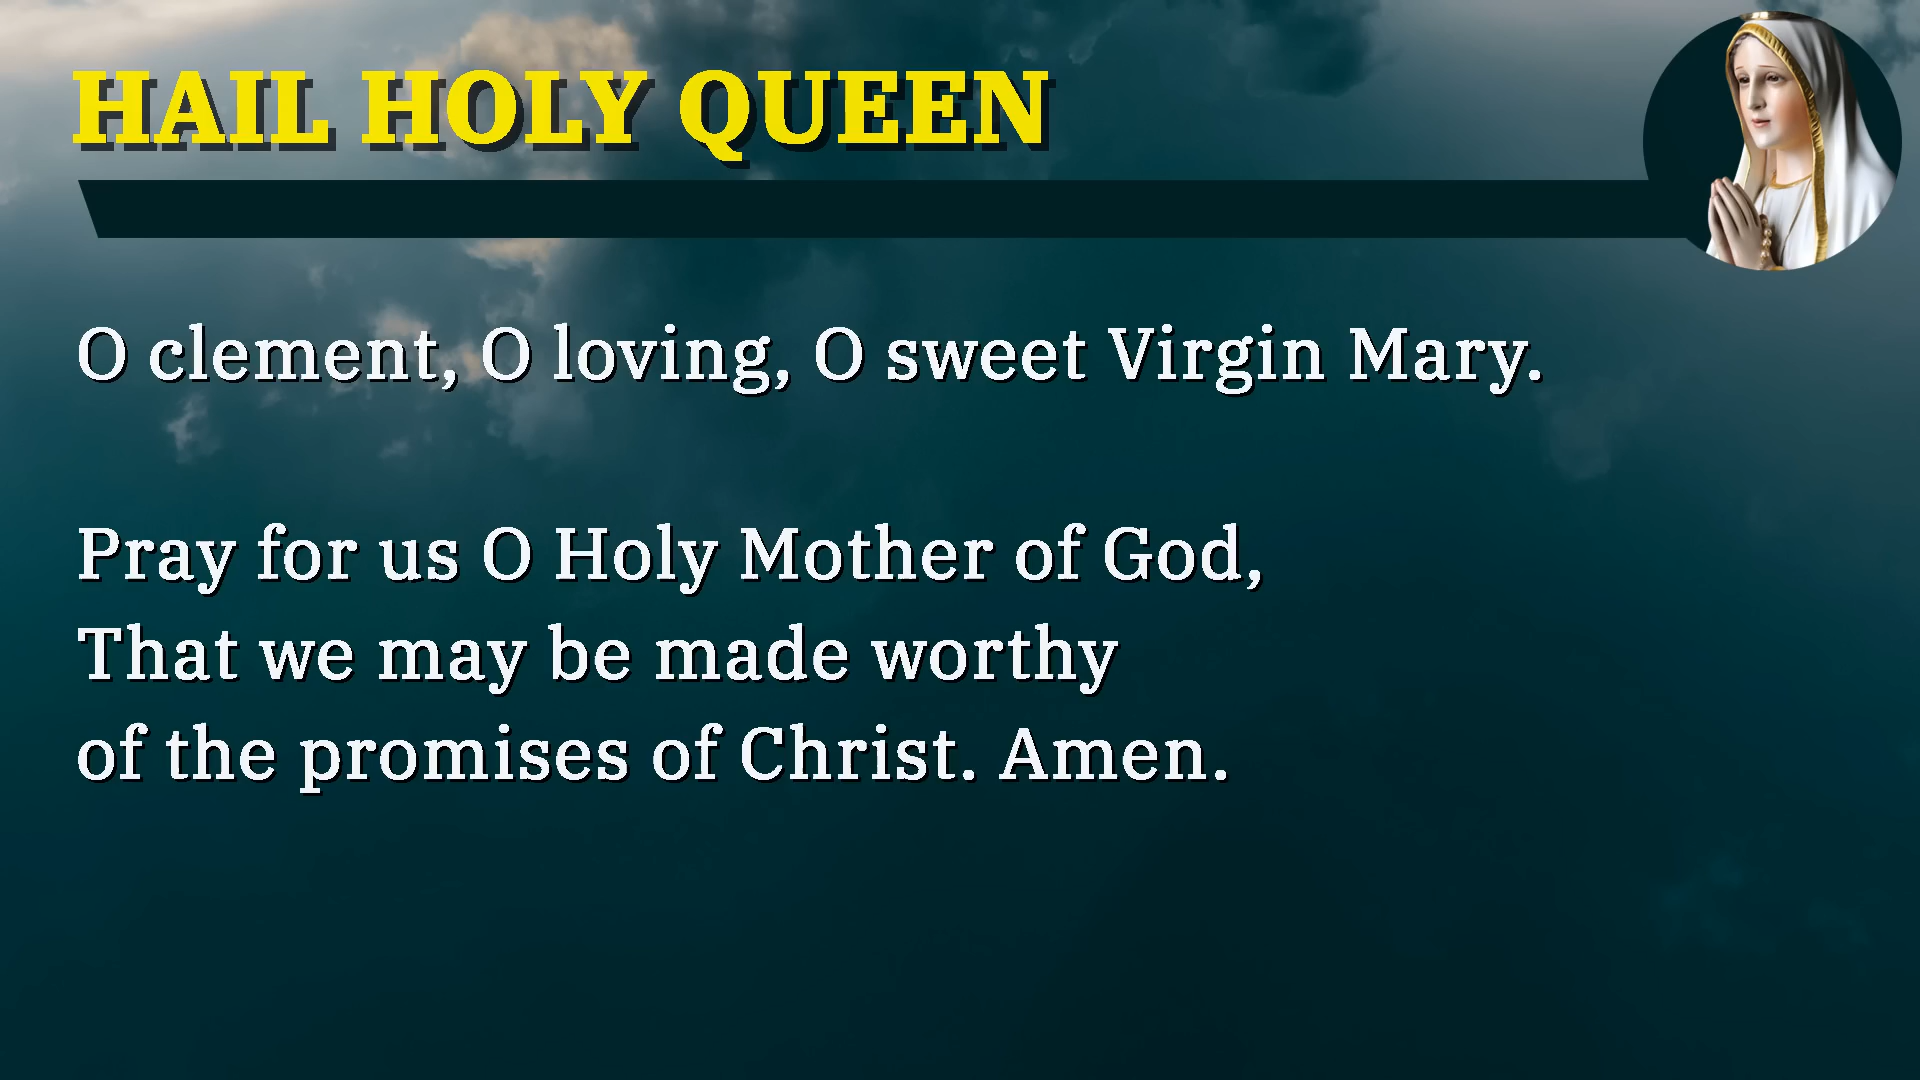 HAIL HOLY QUEEN
O clement, O loving, O sweet Virgin Mary.
Pray for us O Holy Mother of God,
That we may be made worthy
of the promises of Christ. Amen.